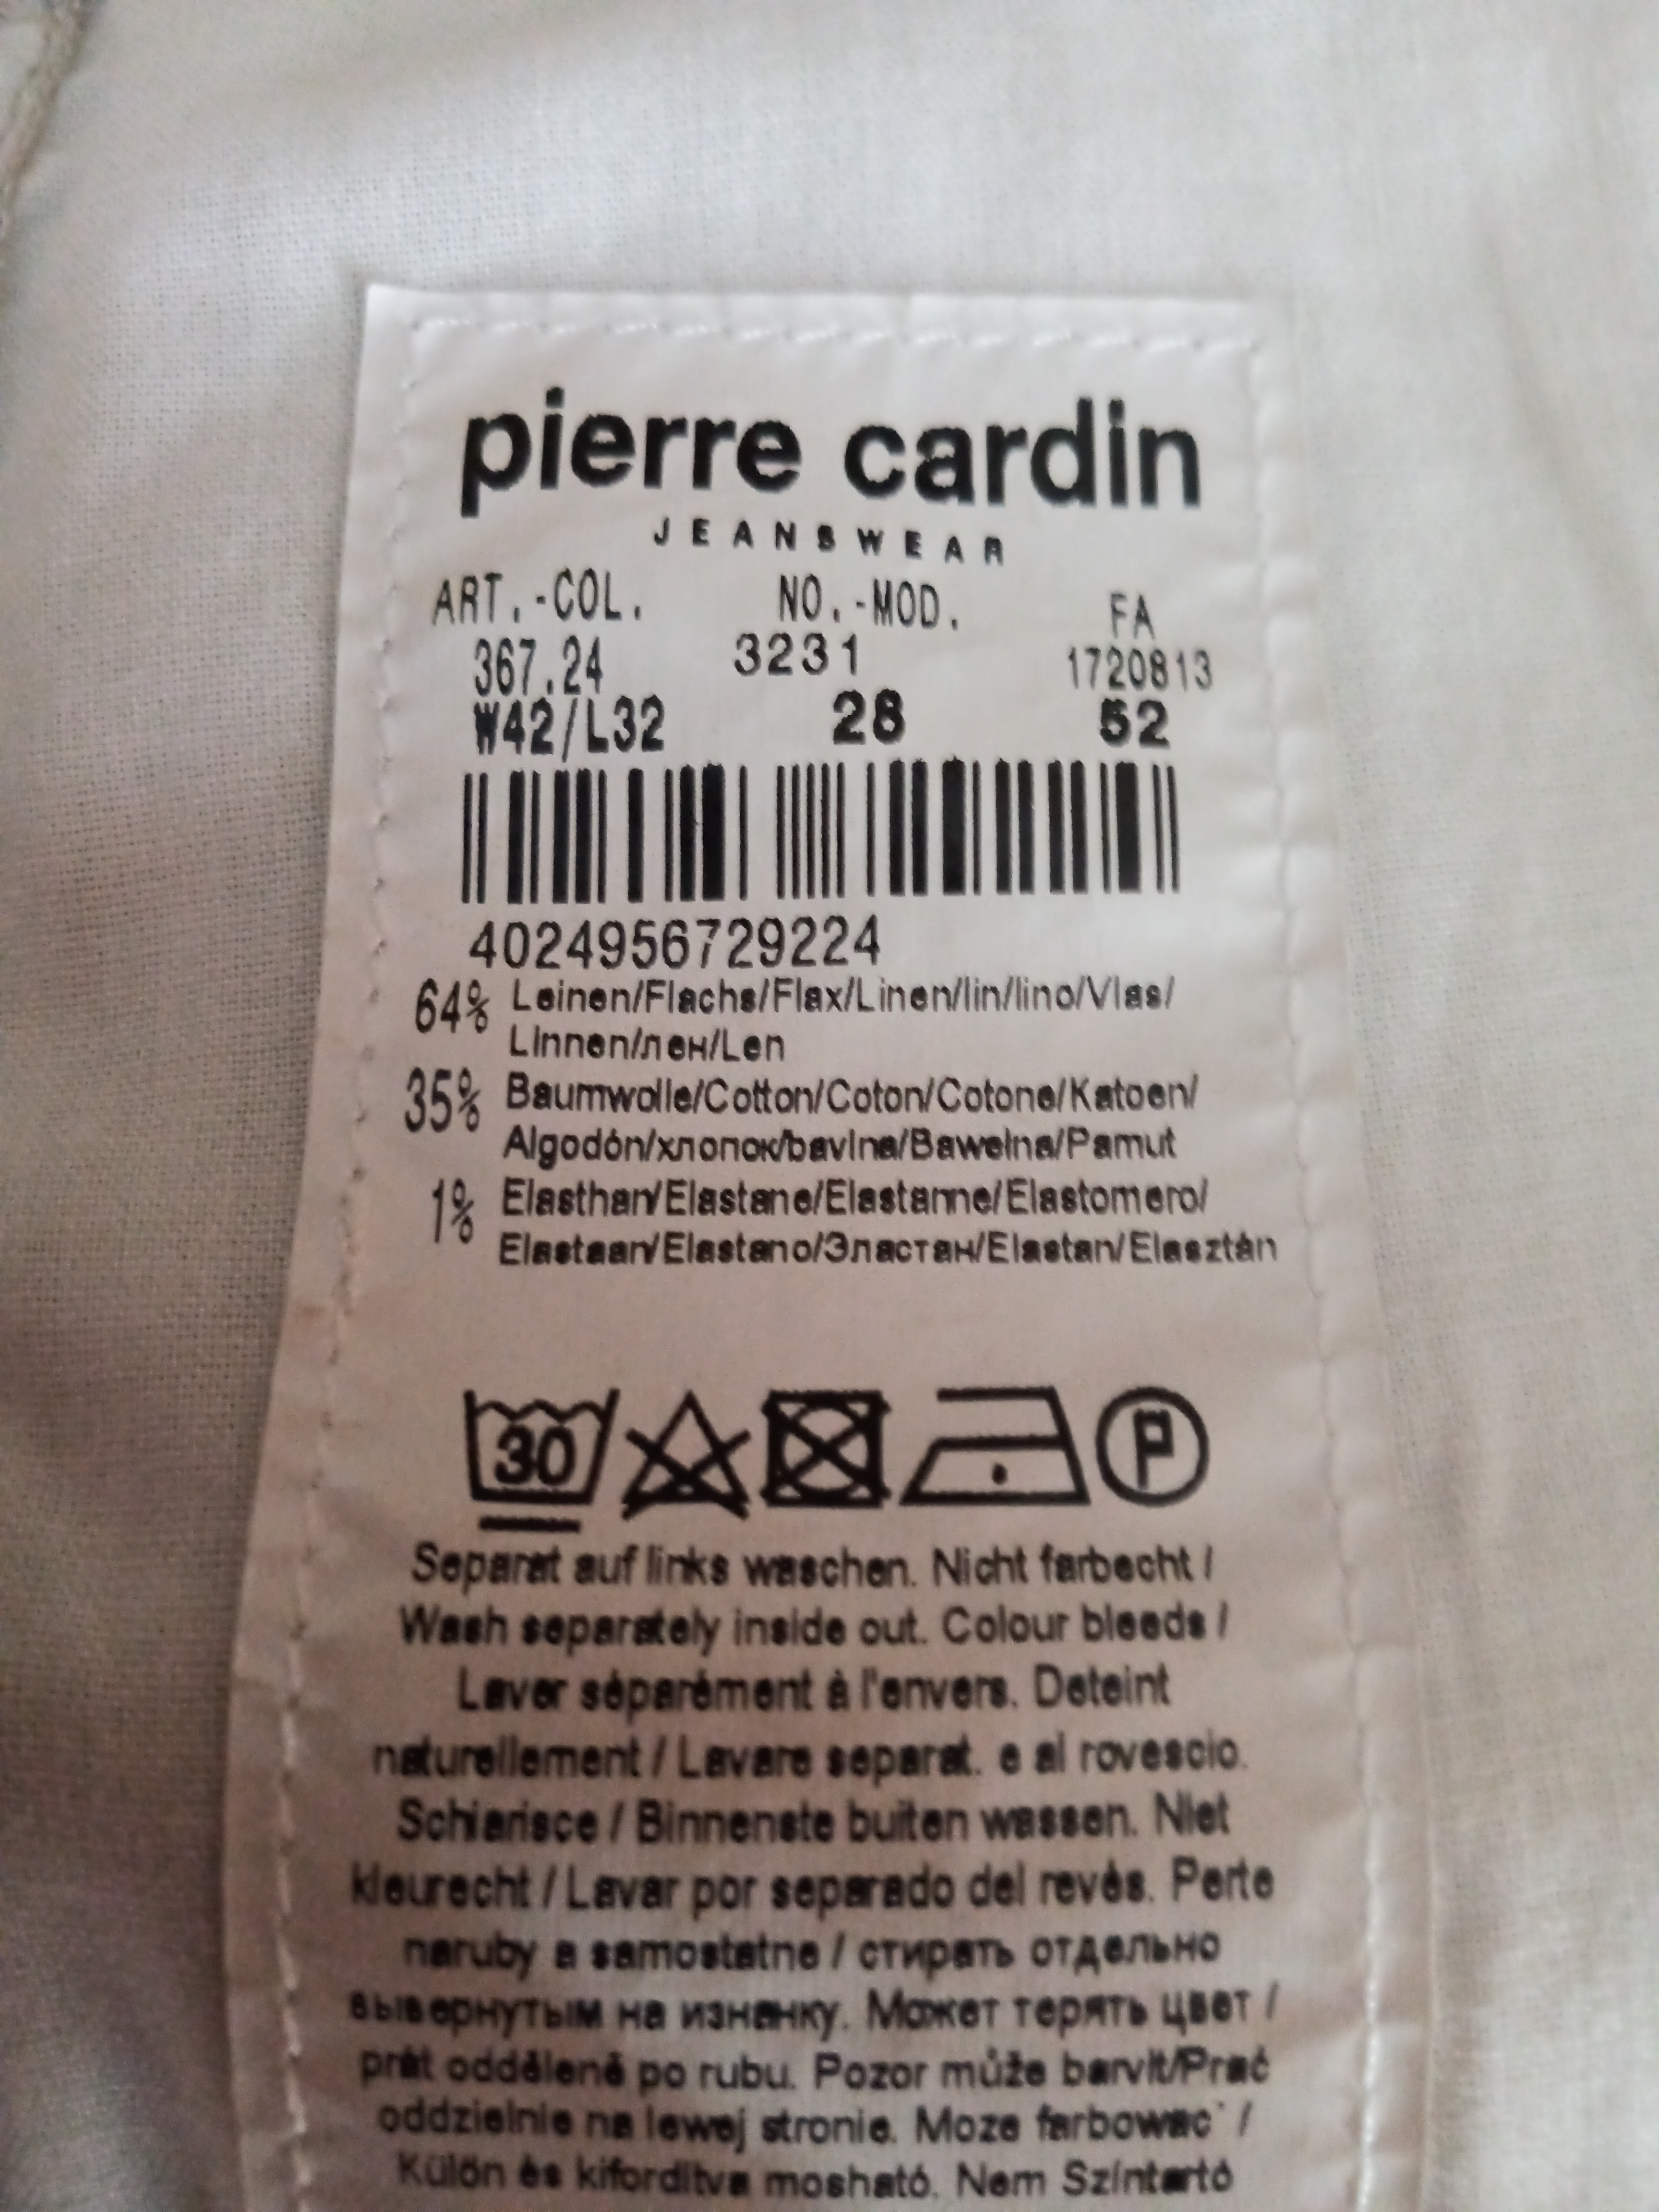 pierre cardin
JEANSWEAR
ART.-COL. NO.-MOD. FA
367.24 3231 1720813
W42/L32 28 52
4024956729224
64% Leinen/Flachs/Flax/Linen/lin/lino/Vlas/
Linnen/лен/Len
35% Baumwolle/Cotton/Coton/Cotone/Katoen/
Algodón/хлопок/bavlna/Bawełna/Pamut
1% Elasthan/Elastane/Elastanne/Elastomero/
Elastaan/Elastano/Эластан/Elastan/Elasztán
30
P
Separat auf links waschen. Nicht farbecht /
Wash separately inside out. Colour bleeds /
Laver séparément à l'envers. Deteint
naturellement / Lavare separat. e al rovescio.
Schiarisce / Binnenste buiten wassen. Niet
kleurecht / Lavar por separado del revés. Perte
naruby a samostatne / стирать отдельно
вывернутым на изнанку. Может терять цвет /
prát odděleně po rubu. Pozor může barvit/Prać
oddzielnie na lewej stronie. Moze farbowac´ /
Külön és kifordítva mosható. Nem Színtartó